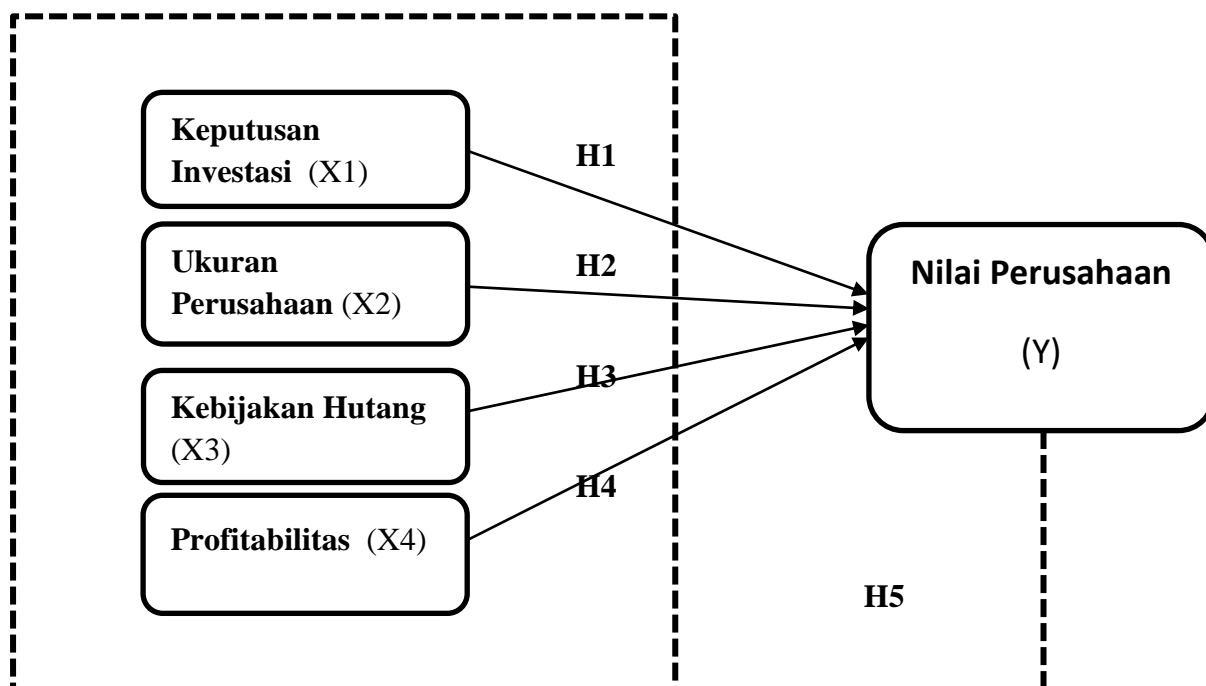 Keputusan
Investasi (X1)
H1
Ukuran
Perusahaan (X2)
H2
Kebijakan Hutang
(X3)
H3
Profitabilitas (X4)
H4
Nilai Perusahaan
(Y)
H5